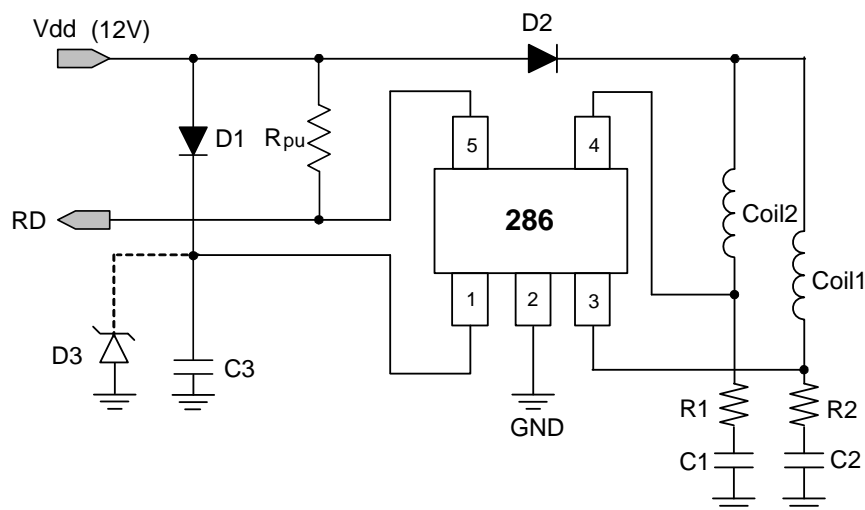 Vdd (12V)
D2
D1
Rpu
5
4
RD
286
Coil2
Coil1
1
2
3
D3
C3
GND
R1
R2
C1
C2